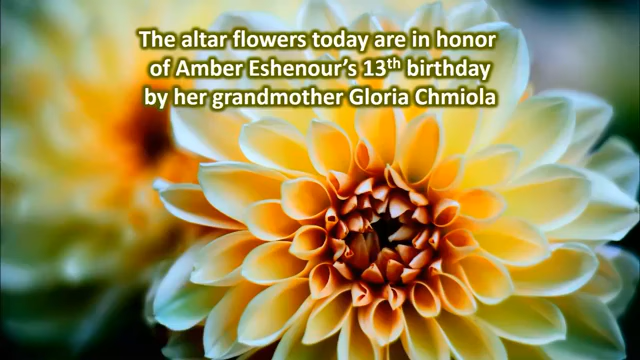 The altar flowers today are in honor
of Amber Eshenour’s 13th birthday
by her grandmother Gloria Chmiola